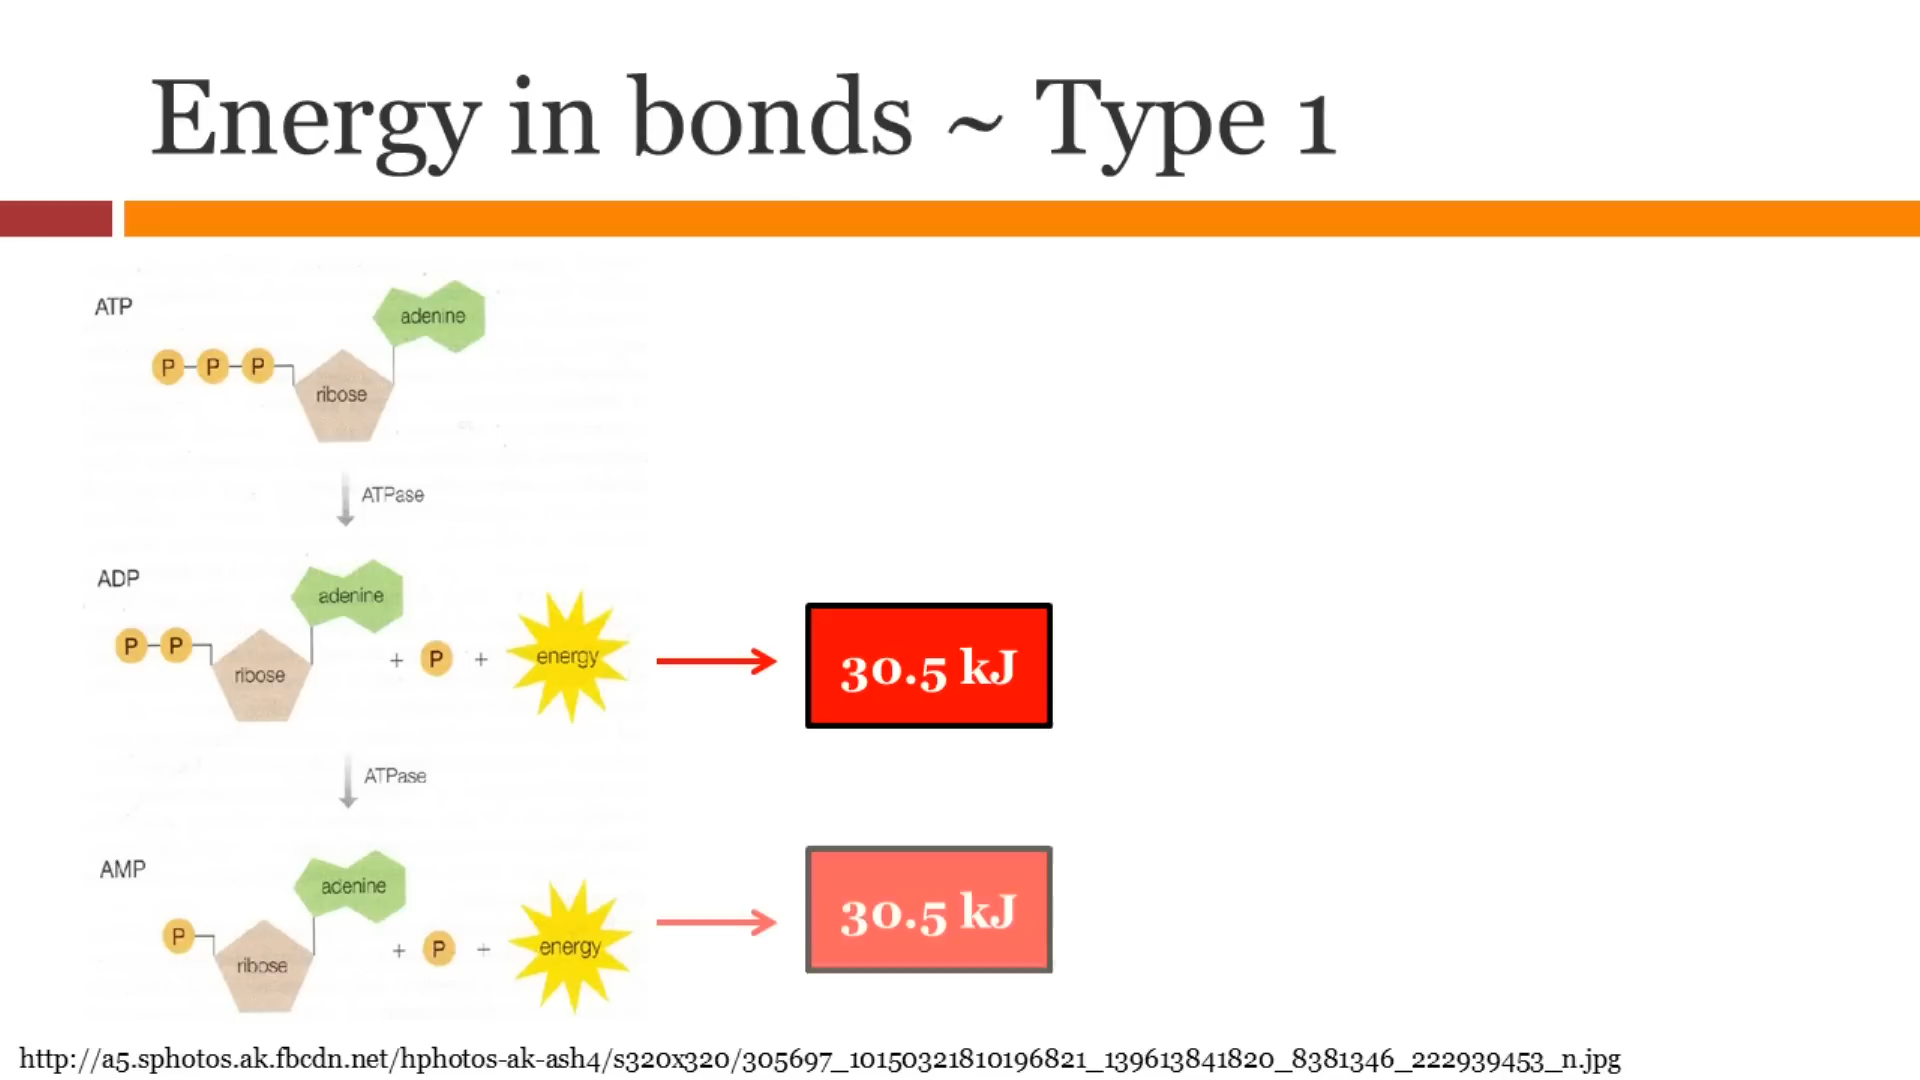 Energy in bonds ~ Type 1
ATP
adenine
P P P
ribose
ATPase
ADP
adenine
P P
ribose
+ P + energy
30.5 kJ
ATPase
AMP
adenine
P
ribose
+ P + energy
30.5 kJ
http://a5.sphotos.ak.fbcdn.net/hphotos-ak-ash4/s320x320/305697_10150321810196821_139613841820_8381346_222939453_n.jpg